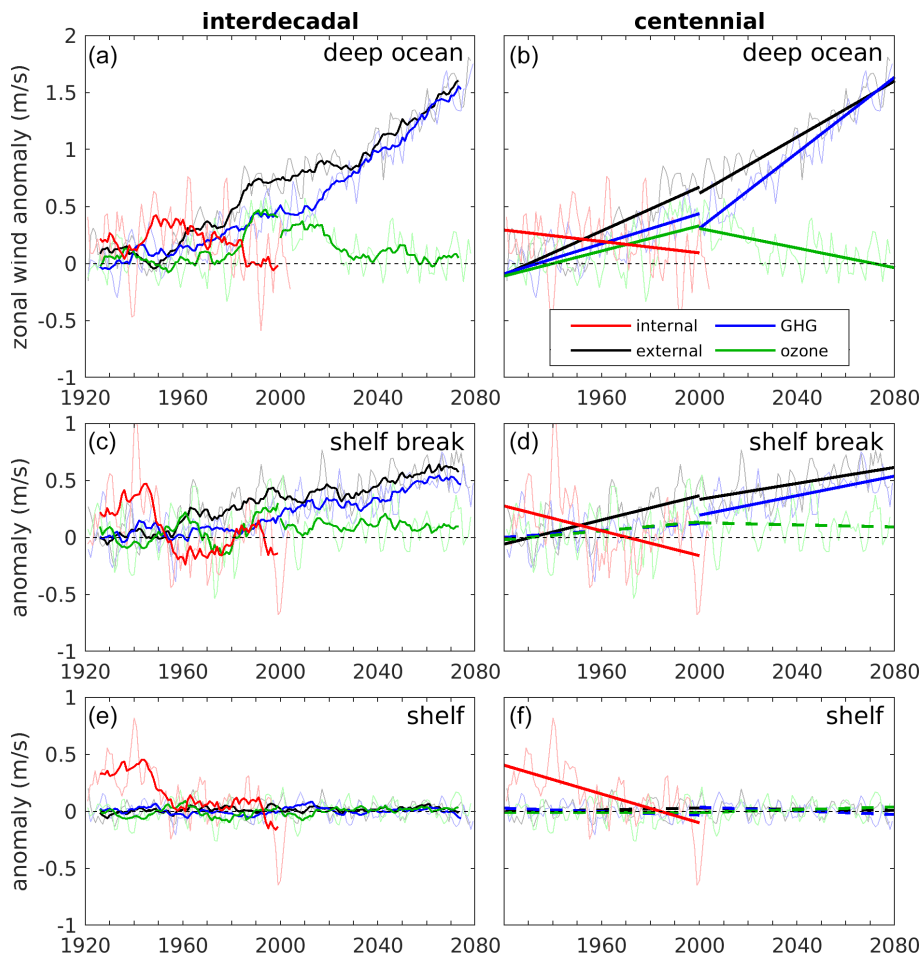 interdecadal centennial
(a) deep ocean (b) deep ocean
zonal wind anomaly (m/s)
2
1.5
1
0.5
0
-0.5
-1
internal GHG
external ozone
1920 1960 2000 2040 2080 1960 2000 2040 2080
(c) shelf break (d) shelf break
anomaly (m/s)
1
0.5
0
-0.5
-1
1920 1960 2000 2040 2080 1960 2000 2040 2080
(e) shelf (f) shelf
anomaly (m/s)
1
0.5
0
-0.5
-1
1920 1960 2000 2040 2080 1960 2000 2040 2080